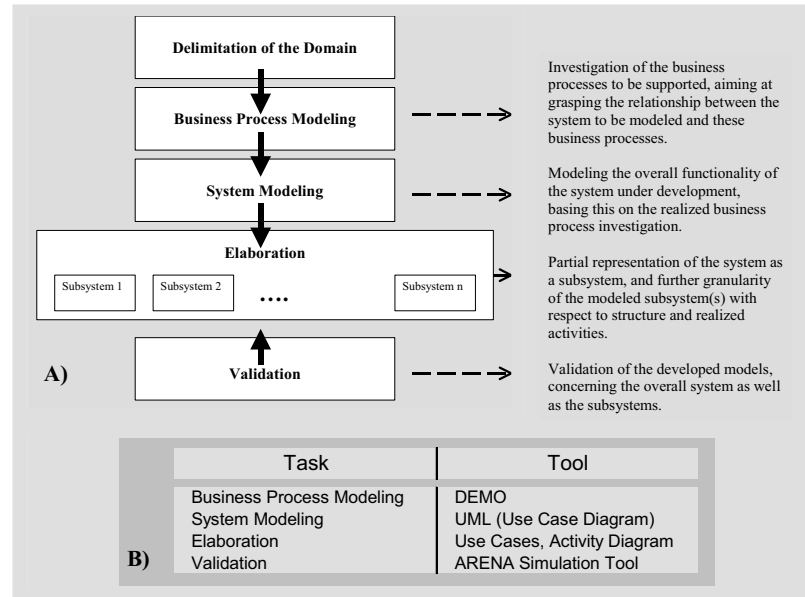 Delimitation of the Domain
Business Process Modeling
System Modeling
Elaboration
Subsystem 1
Subsystem 2
....
Subsystem n
Validation
A)
Investigation of the business
processes to be supported, aiming at
grasping the relationship between the
system to be modeled and these
business processes.
Modeling the overall functionality of
the system under development,
basing this on the realized business
process investigation.
Partial representation of the system as
a subsystem, and further granularity
of the modeled subsystem(s) with
respect to structure and realized
activities.
Validation of the developed models,
concerning the overall system as well
as the subsystems.
B)
Task Tool
Business Process Modeling DEMO
System Modeling UML (Use Case Diagram)
Elaboration Use Cases, Activity Diagram
Validation ARENA Simulation Tool